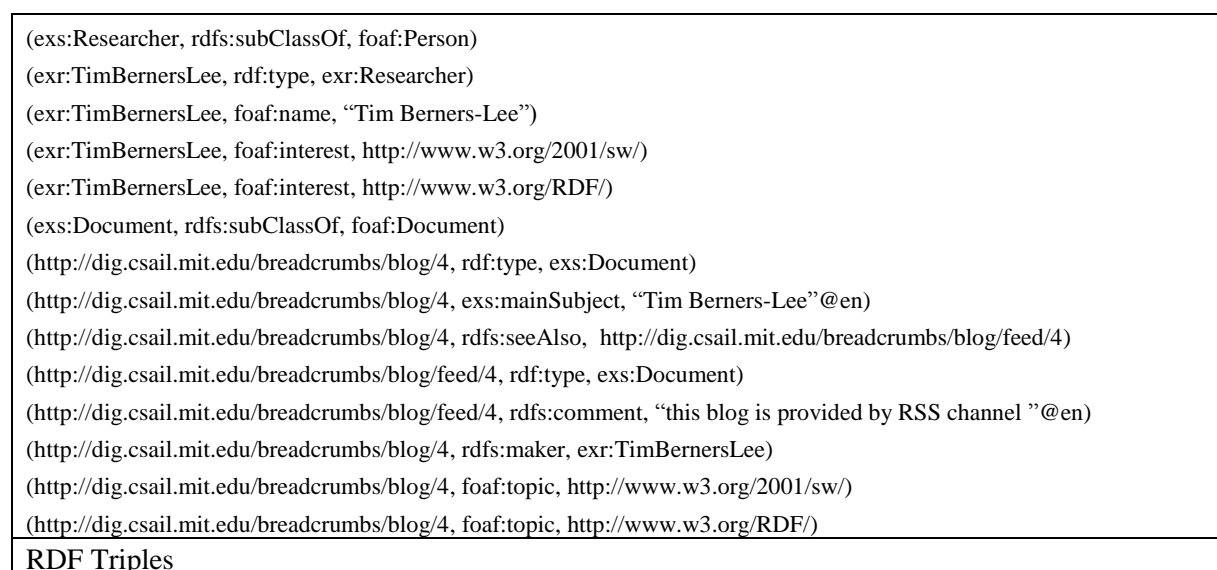 (exs:Researcher, rdfs:subClassOf, foaf:Person)
(exr:TimBernersLee, rdf:type, exr:Researcher)
(exr:TimBernersLee, foaf:name, “Tim Berners-Lee”)
(exr:TimBernersLee, foaf:interest, http://www.w3.org/2001/sw/)
(exr:TimBernersLee, foaf:interest, http://www.w3.org/RDF/)
(exs:Document, rdfs:subClassOf, foaf:Document)
(http://dig.csail.mit.edu/breadcrumbs/blog/4, rdf:type, exs:Document)
(http://dig.csail.mit.edu/breadcrumbs/blog/4, exs:mainSubject, “Tim Berners-Lee”@en)
(http://dig.csail.mit.edu/breadcrumbs/blog/4, rdfs:seeAlso, http://dig.csail.mit.edu/breadcrumbs/blog/feed/4)
(http://dig.csail.mit.edu/breadcrumbs/blog/feed/4, rdf:type, exs:Document)
(http://dig.csail.mit.edu/breadcrumbs/blog/feed/4, rdfs:comment, “this blog is provided by RSS channel ”@en)
(http://dig.csail.mit.edu/breadcrumbs/blog/4, rdfs:maker, exr:TimBernersLee)
(http://dig.csail.mit.edu/breadcrumbs/blog/4, foaf:topic, http://www.w3.org/2001/sw/)
(http://dig.csail.mit.edu/breadcrumbs/blog/4, foaf:topic, http://www.w3.org/RDF/)
RDF Triples